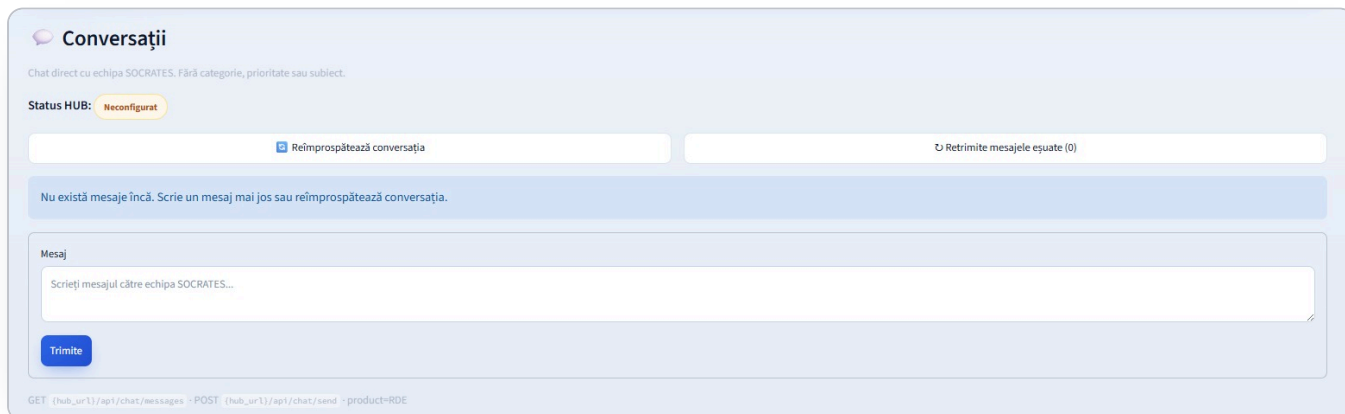 Conversații
Chat direct cu echipa SOCRATES. Fără categorie, prioritate sau subiect.
Status HUB: Neconfigurat
Reîmprospătează conversația
↻ Retrimite mesajele eșuate (0)
Nu există mesaje încă. Scrie un mesaj mai jos sau reîmprospătează conversația.
Mesaj
Scrieți mesajul către echipa SOCRATES...
Trimite
GET {hub_url}/api/chat/messages · POST {hub_url}/api/chat/send · product=RDE